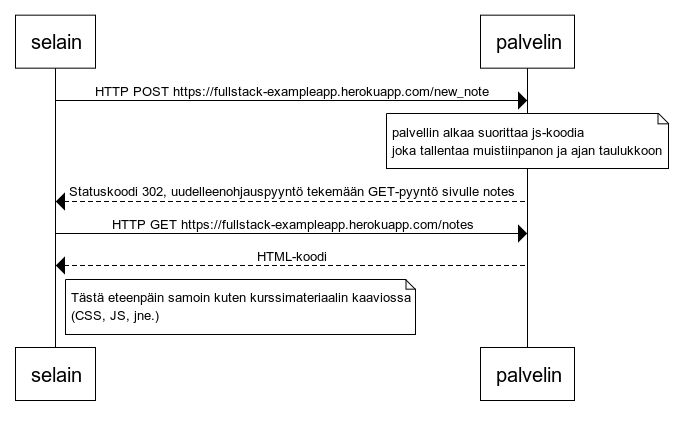 selain
palvelin
HTTP POST https://fullstack-exampleapp.herokuapp.com/new_note
palvellin alkaa suorittaa js-koodia
joka tallentaa muistiinpanon ja ajan taulukkoon
Statuskoodi 302, uudelleenohjauspyyntö tekemään GET-pyyntö sivulle notes
HTTP GET https://fullstack-exampleapp.herokuapp.com/notes
HTML-koodi
Tästä eteenpäin samoin kuten kurssimateriaalin kaaviossa
(CSS, JS, jne.)
selain
palvelin